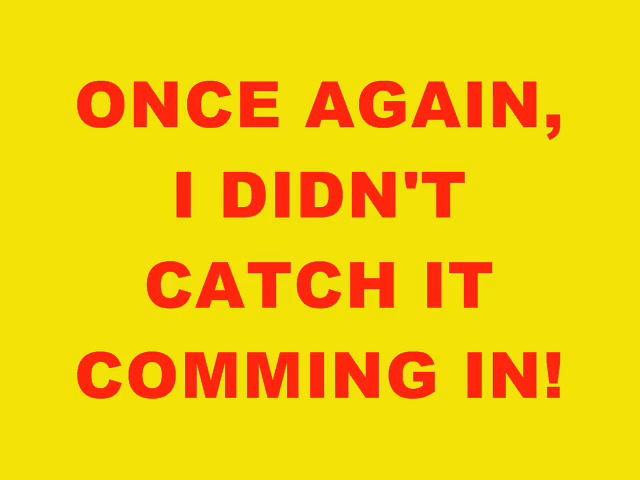 ONCE AGAIN,
I DIDN'T
CATCH IT
COMMING IN!